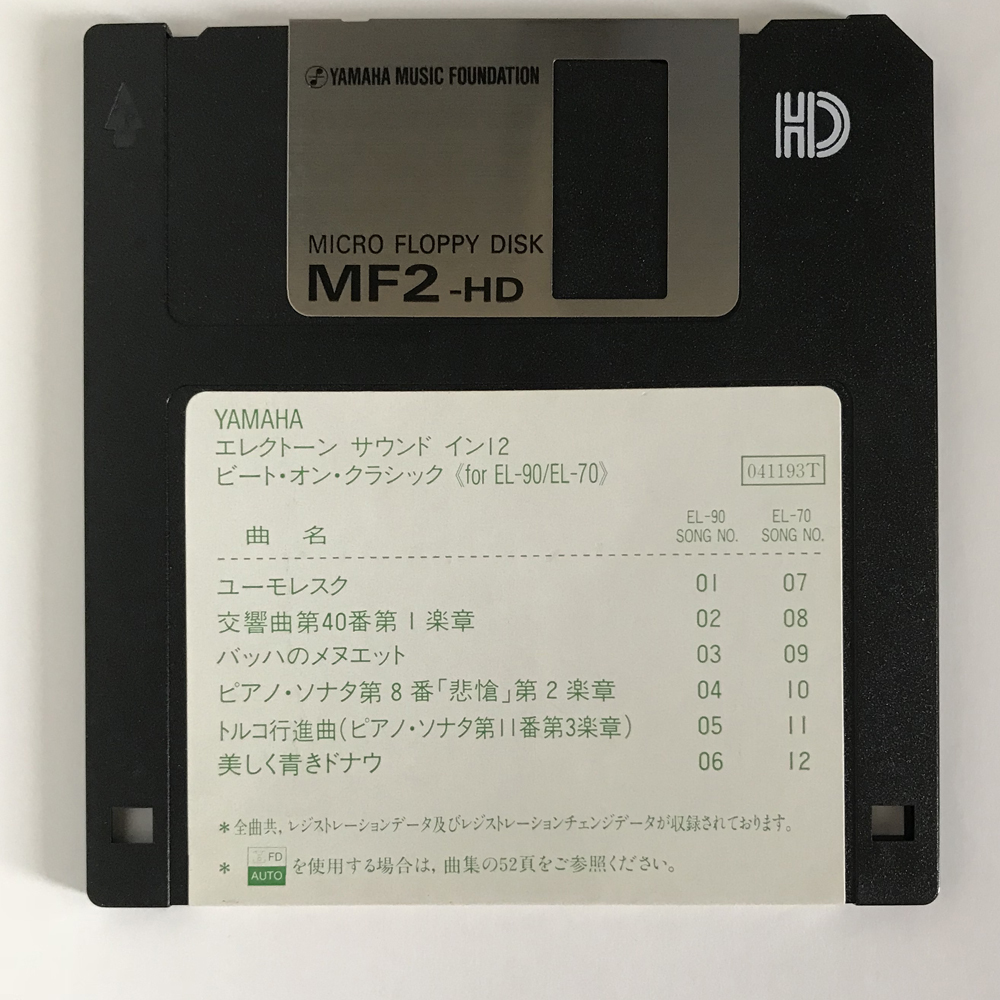 YAMAHA MUSIC FOUNDATION
HD
MICRO FLOPPY DISK
MF2-HD
YAMAHA
エレクトーン サウンド イン12
ビート・オン・クラシック《for EL-90/EL-70》 041193T
曲 名 EL-90 SONG NO. EL-70 SONG NO.
ユーモレスク 01 07
交響曲第40番第1楽章 02 08
バッハのメヌエット 03 09
ピアノ・ソナタ第8番「悲愴」第2楽章 04 10
トルコ行進曲(ピアノ・ソナタ第11番第3楽章) 05 11
美しく青きドナウ 06 12
*全曲共,レジストレーションデータ及びレジストレーションチェンジデータが収録されております。
* FD AUTO を使用する場合は,曲集の52頁をご参照ください。